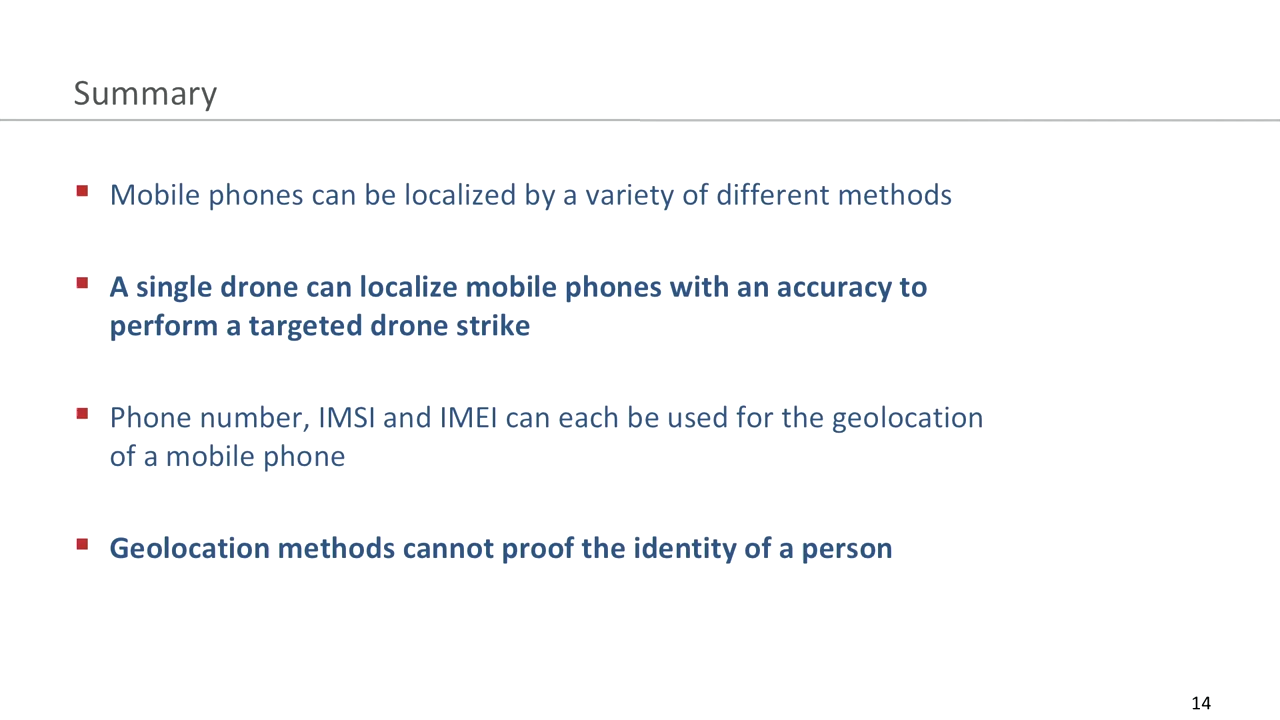 Summary
▪ Mobile phones can be localized by a variety of different methods
▪ A single drone can localize mobile phones with an accuracy to
perform a targeted drone strike
▪ Phone number, IMSI and IMEI can each be used for the geolocation
of a mobile phone
▪ Geolocation methods cannot proof the identity of a person
14